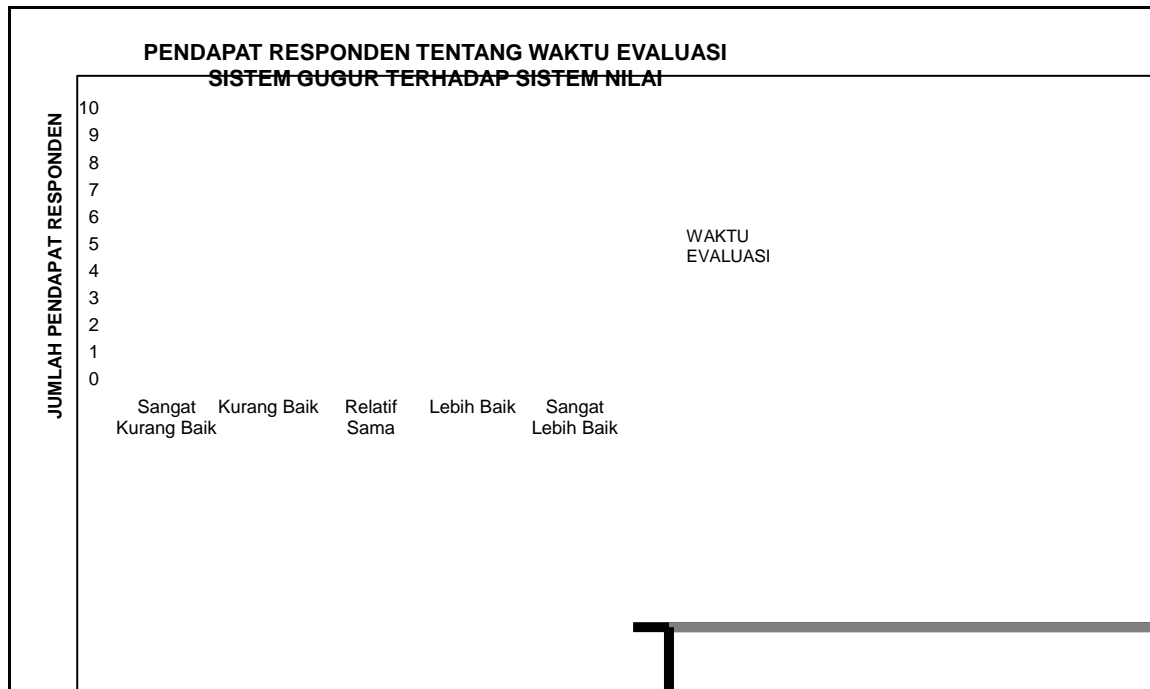 PENDAPAT RESPONDEN TENTANG WAKTU EVALUASI
SISTEM GUGUR TERHADAP SISTEM NILAI
JUMLAH PENDAPAT RESPONDEN
10
9
8
7
6
5
4
3
2
1
0
Sangat
Kurang Baik
Kurang Baik
Relatif
Sama
Lebih Baik
Sangat
Lebih Baik
WAKTU
EVALUASI